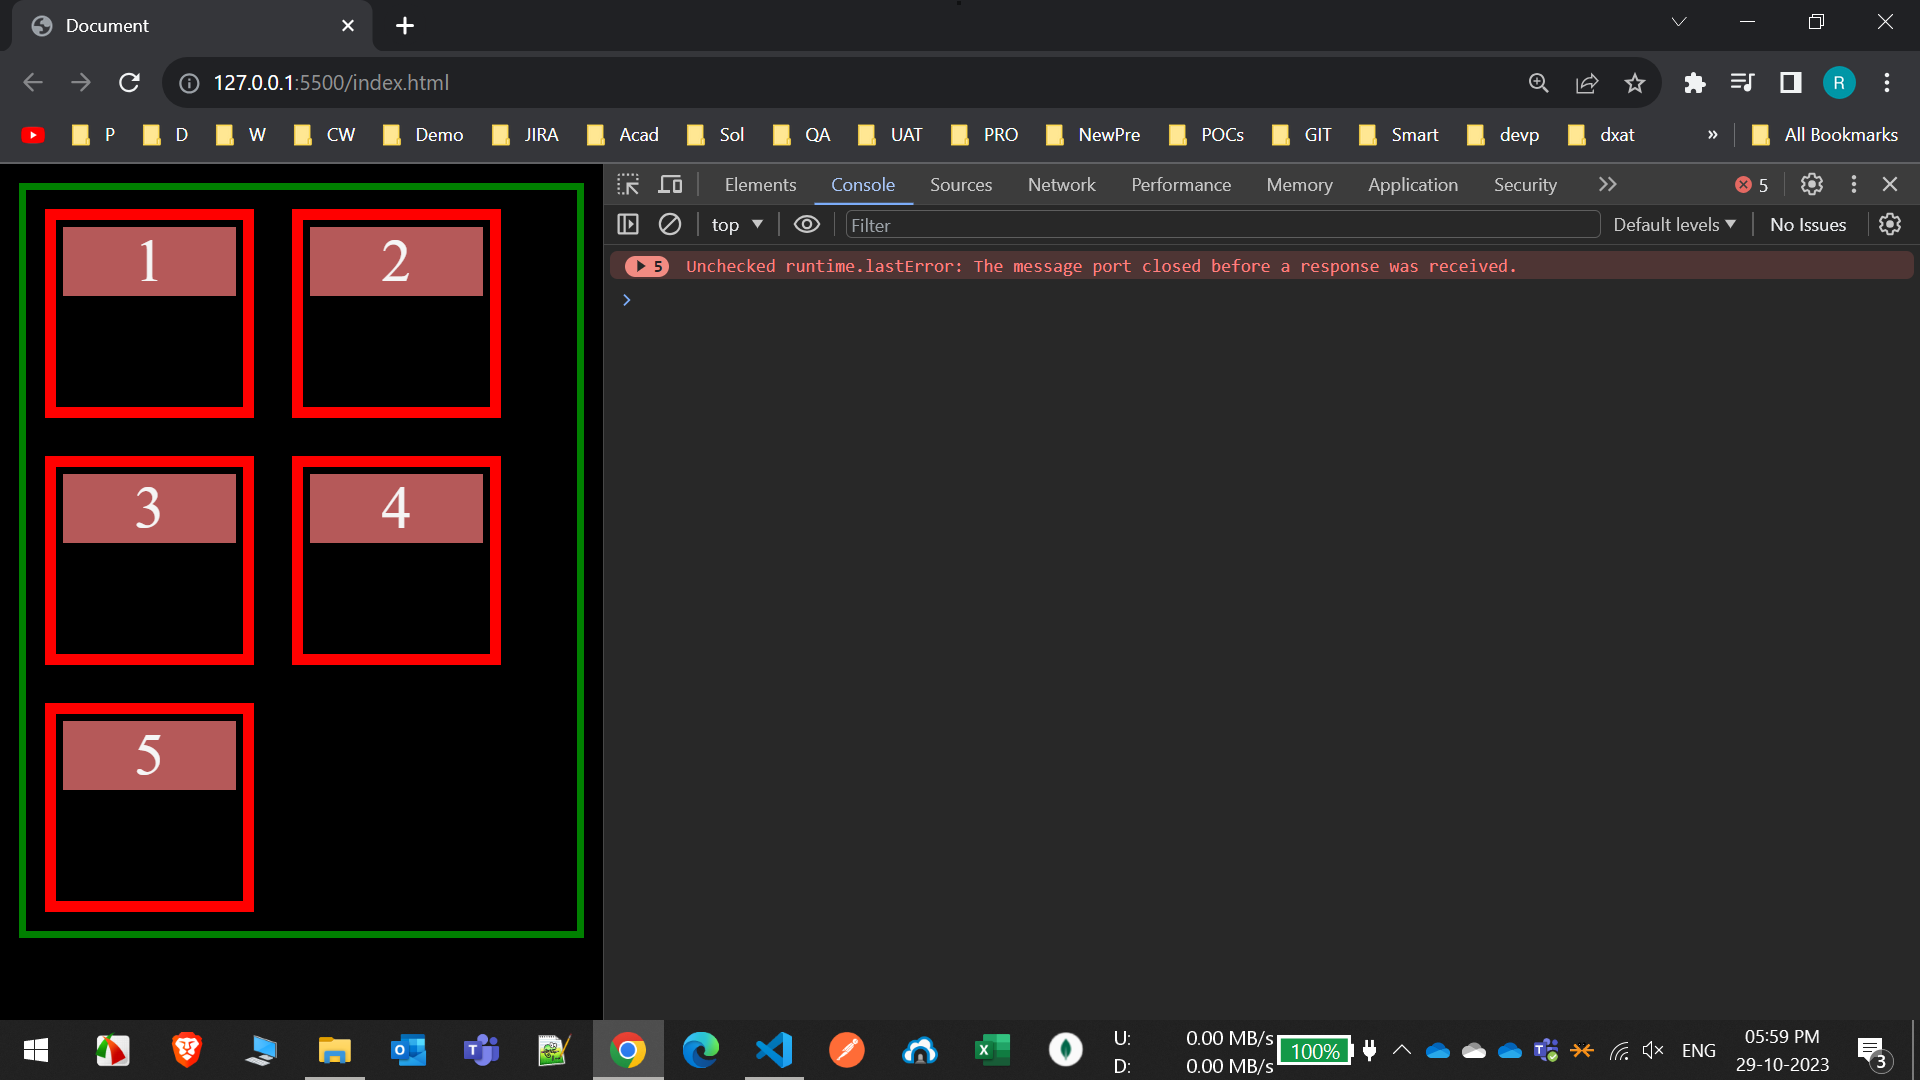 Document
127.0.0.1:5500/index.html
R
P D W CW Demo JIRA Acad Sol QA UAT PRO NewPre POCs GIT Smart devp dxat » All Bookmarks
Elements Console Sources Network Performance Memory Application Security 5
top Filter Default levels No Issues
5 Unchecked runtime.lastError: The message port closed before a response was received.
1 2
3 4
5
U: 0.00 MB/s
D: 0.00 MB/s
100%
ENG
05:59 PM
29-10-2023
3